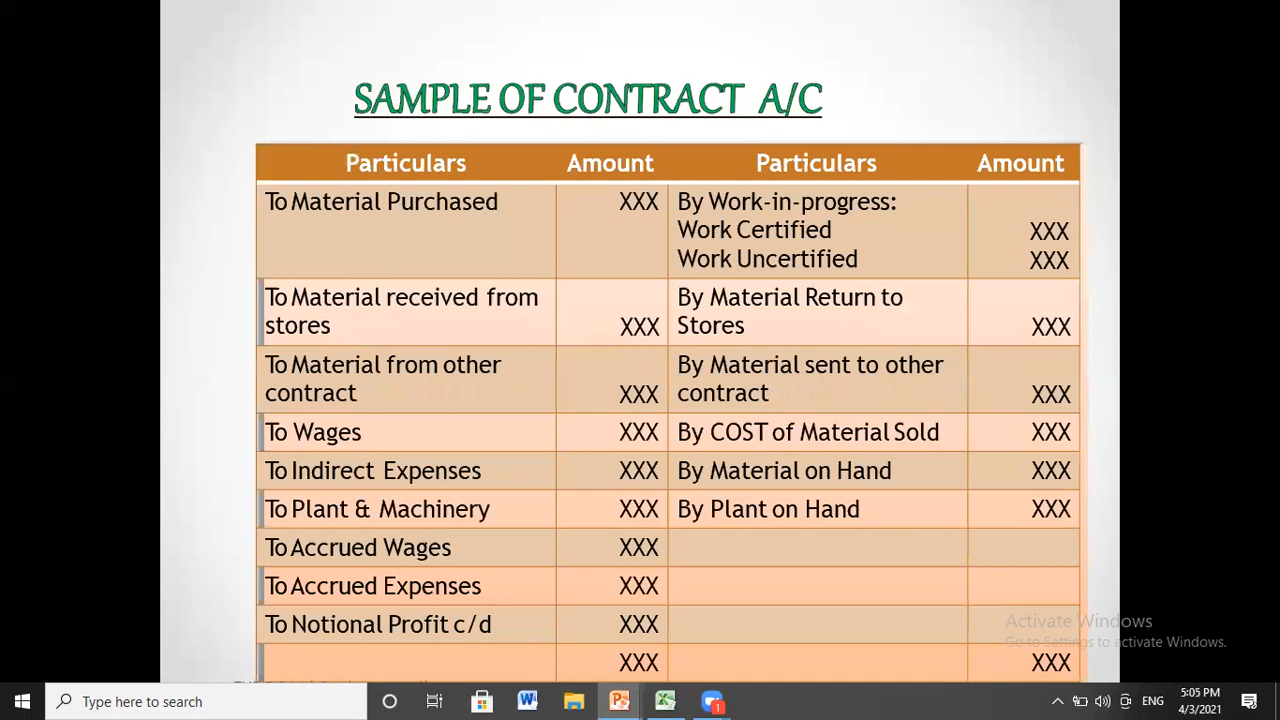 SAMPLE OF CONTRACT A/C
Particulars Amount Particulars Amount
To Material Purchased XXX By Work-in-progress:
Work Certified XXX
Work Uncertified XXX
To Material received from By Material Return to
stores XXX Stores XXX
To Material from other By Material sent to other
contract XXX contract XXX
To Wages XXX By COST of Material Sold XXX
To Indirect Expenses XXX By Material on Hand XXX
To Plant & Machinery XXX By Plant on Hand XXX
To Accrued Wages XXX
To Accrued Expenses XXX
To Notional Profit c/d XXX
XXX XXX
Activate Windows
Go to Settings to activate Windows.
Type here to search
ENG
5:05 PM
4/3/2021
1